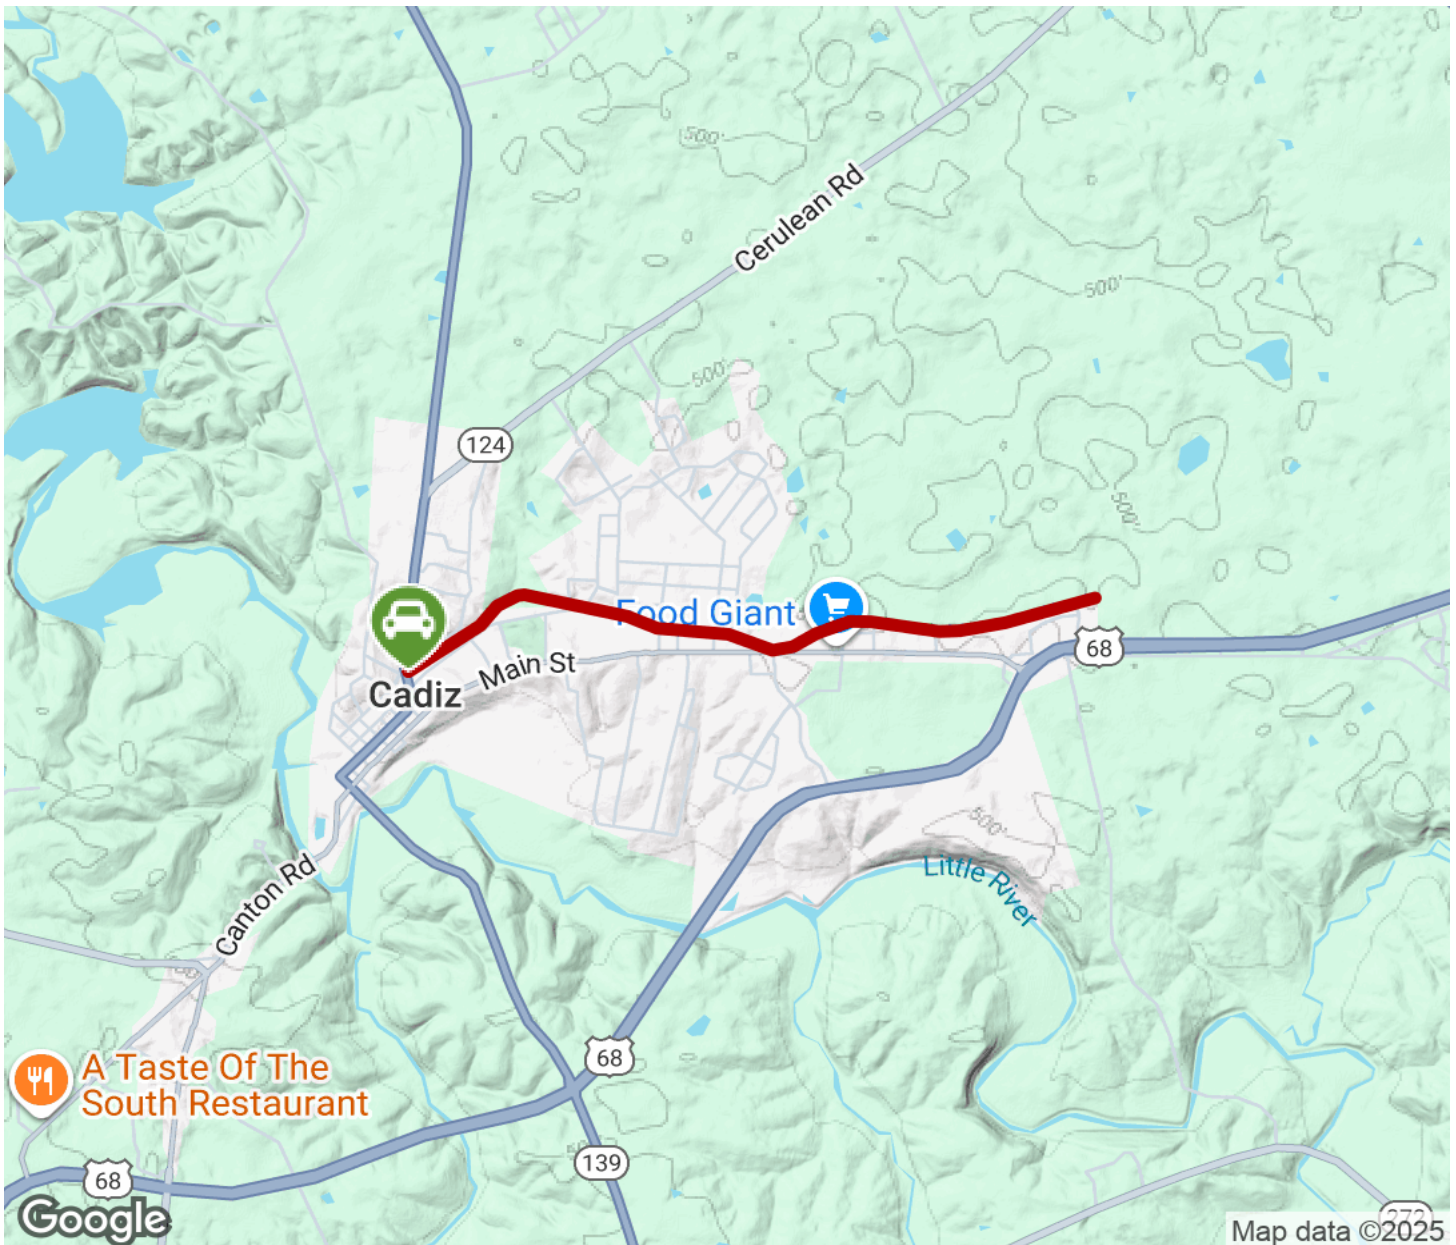 500'
Cerulean Rd
500'
500'
124
500'
Food Giant
68
Main St
Cadiz
500'
Little River
Canton Rd
68
A Taste Of The
South Restaurant
139
68
272
Google
Map data ©2025